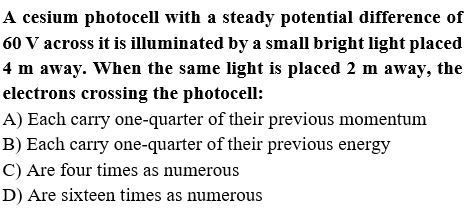 A cesium photocell with a steady potential difference of
60 V across it is illuminated by a small bright light placed
4 m away. When the same light is placed 2 m away, the
electrons crossing the photocell:
A) Each carry one-quarter of their previous momentum
B) Each carry one-quarter of their previous energy
C) Are four times as numerous
D) Are sixteen times as numerous